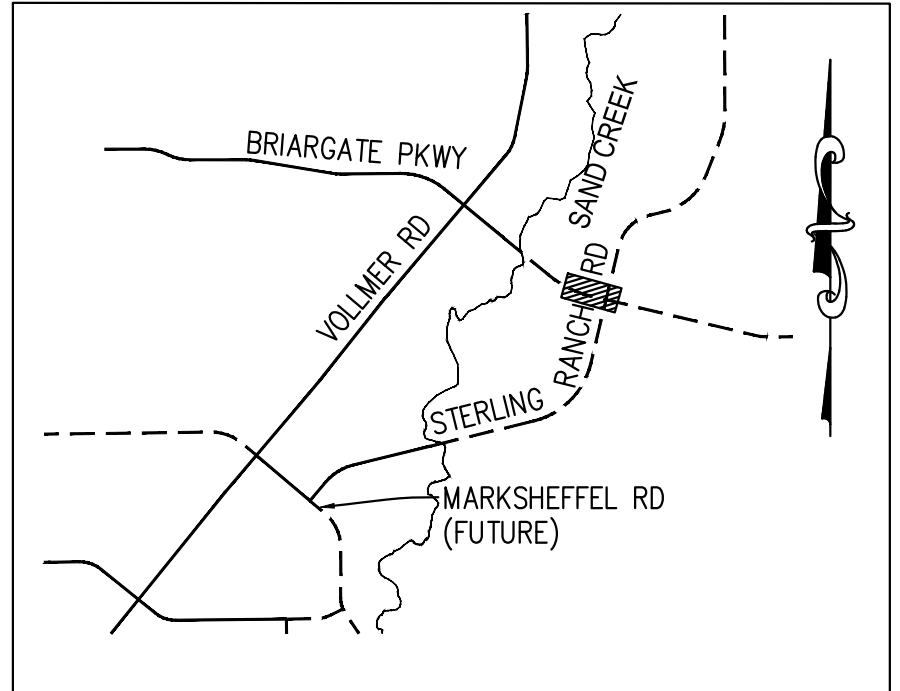 BRIARGATE PKWY
SAND CREEK
VOLLMER RD
STERLING RANCH RD
MARKSHEFFEL RD
(FUTURE)